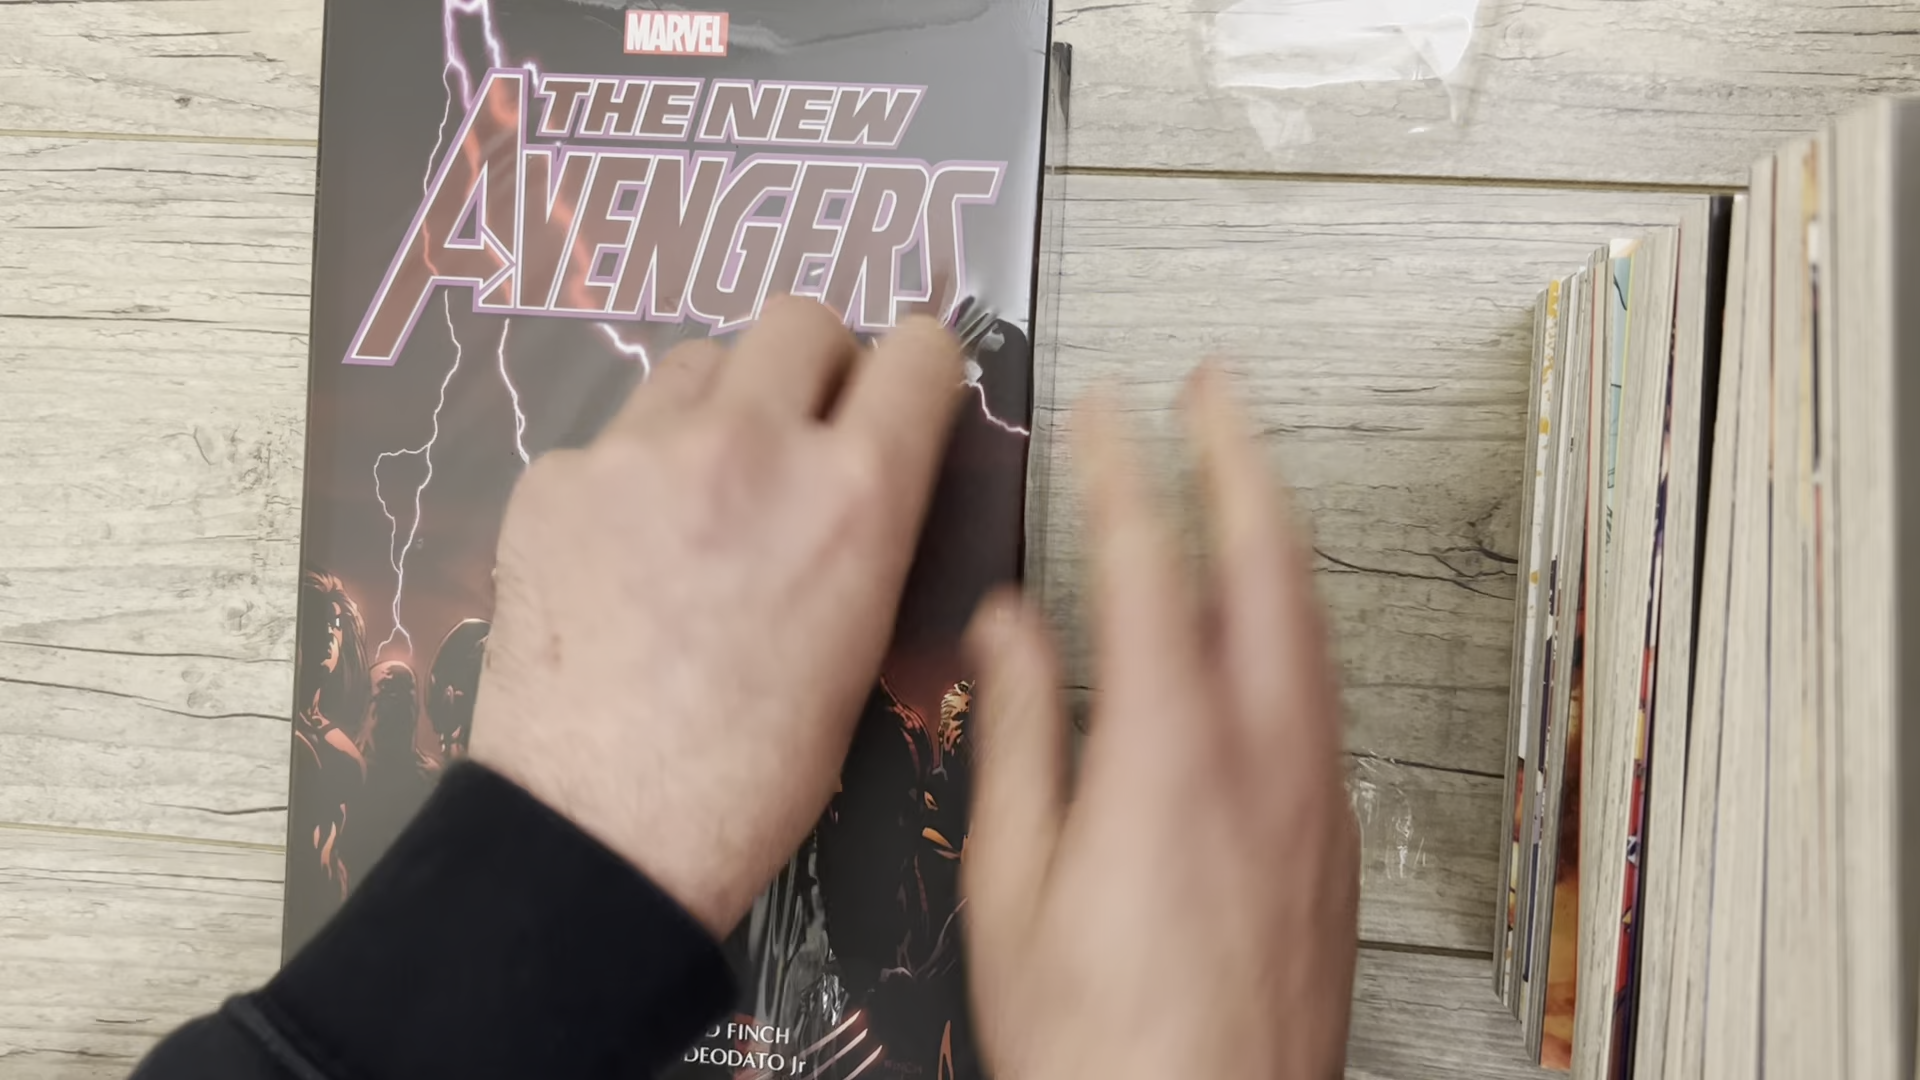 MARVEL
THE NEW
AVENGERS
D FINCH
DEODATO Jr